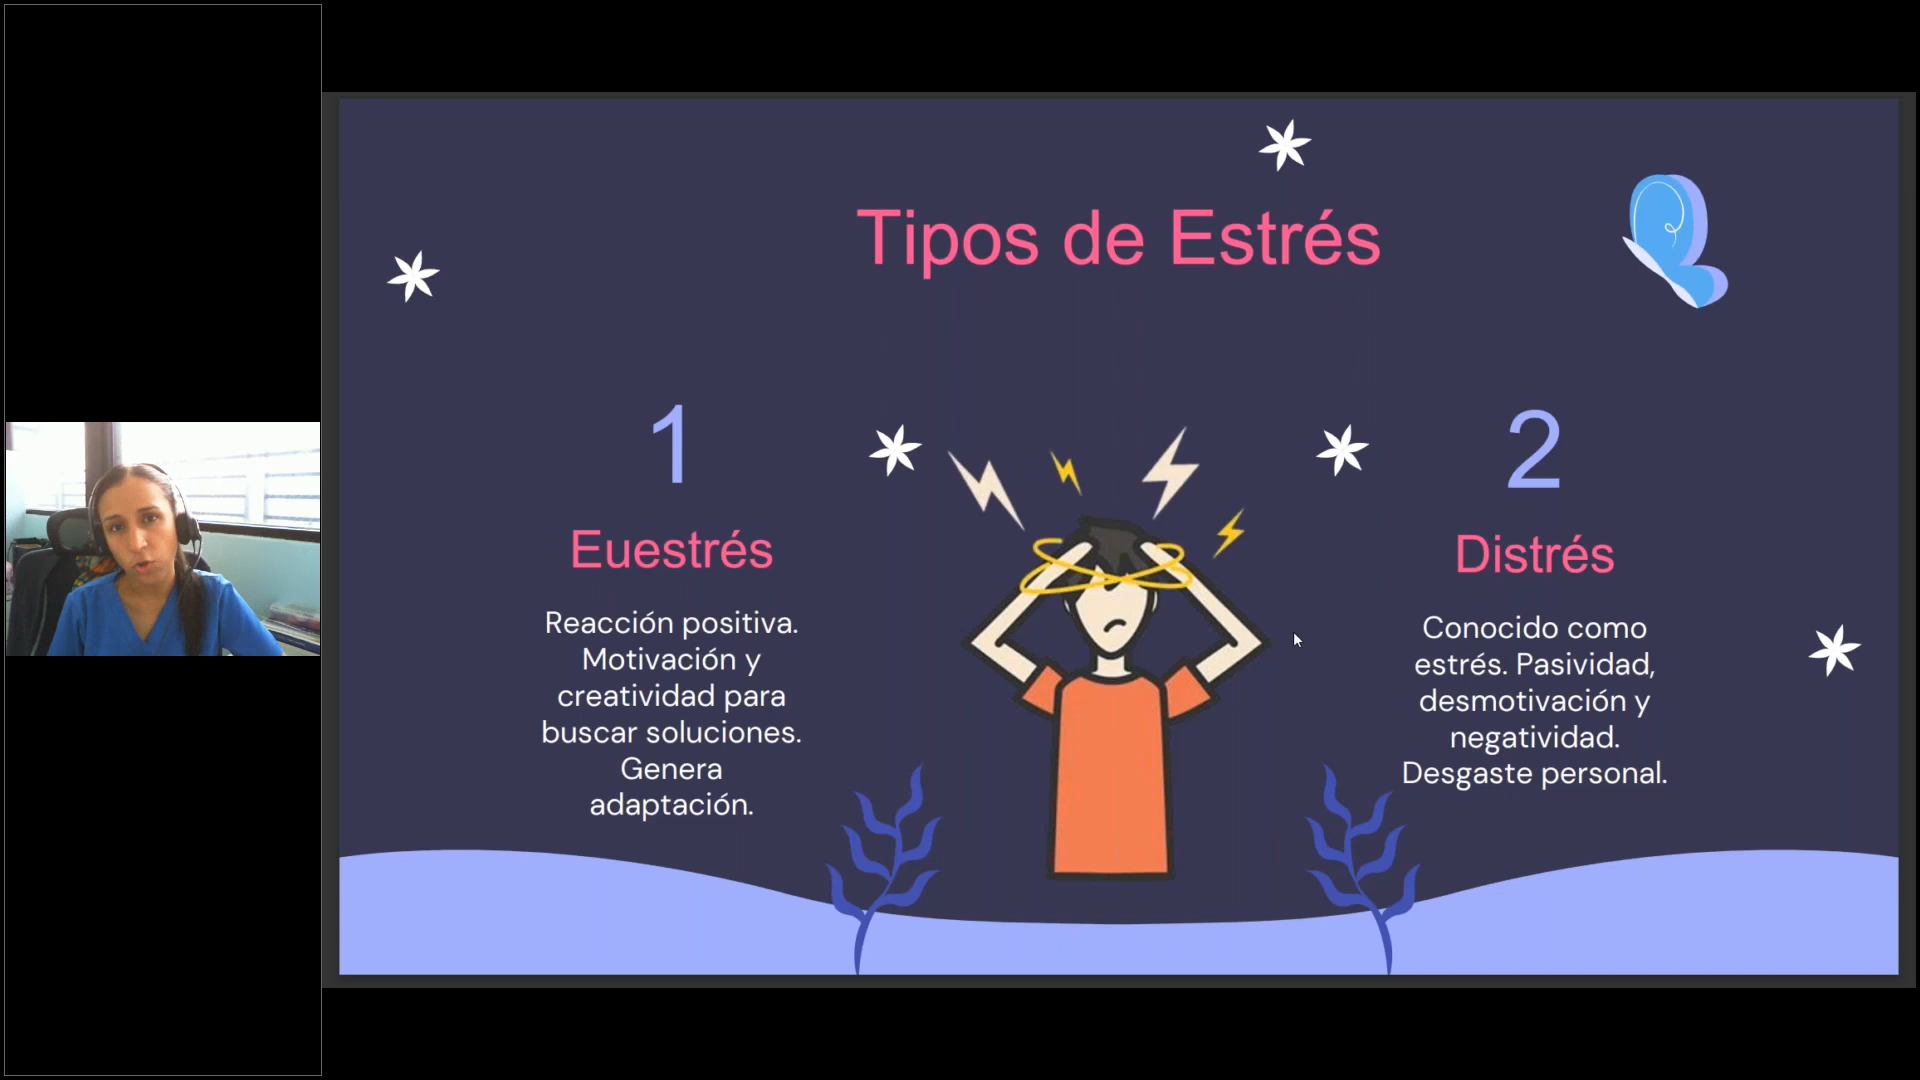 Tipos de Estrés
1
Euestrés
Reacción positiva.
Motivación y
creatividad para
buscar soluciones.
Genera
adaptación.
2
Distrés
Conocido como
estrés. Pasividad,
desmotivación y
negatividad.
Desgaste personal.